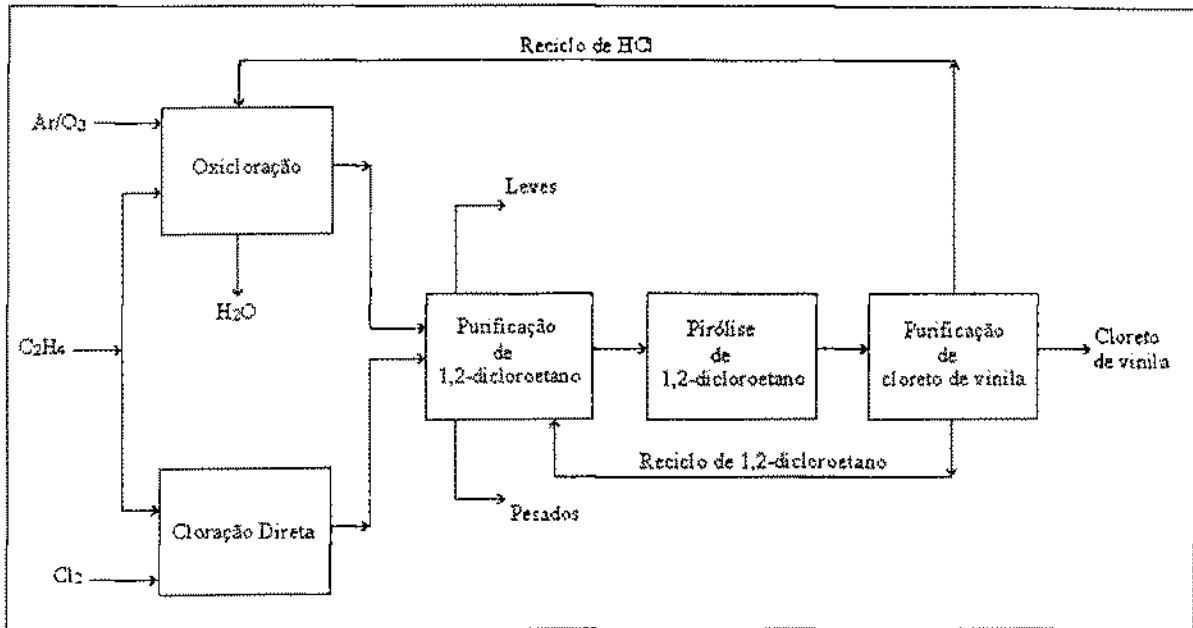 Reciclo de HCl
Ar/O2
Oxicloração
Leves
H2O
C2H4
Purificação
de
1,2-dicloroetano
Pirólise
de
1,2-dicloroetano
Purificação
de
cloreto de vinila
Cloreto
de vinila
Reciclo de 1,2-dicloroetano
Pesados
Cloração Direta
Cl2